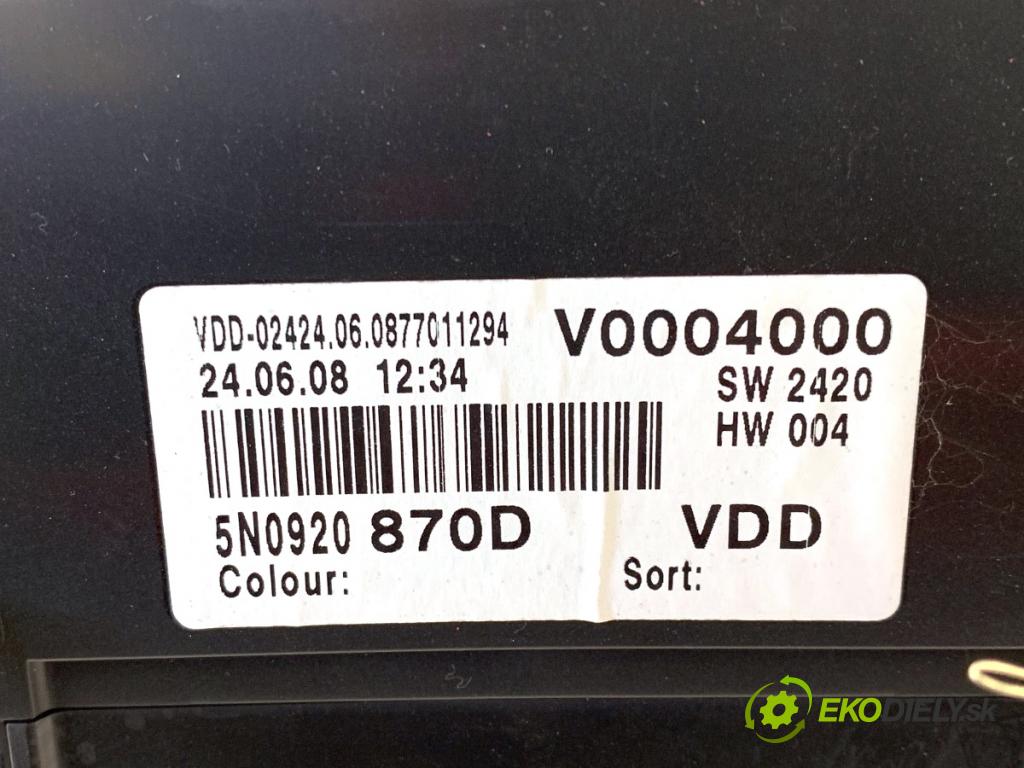 VDD-02424.06.0877011294 V0004000
24.06.08 12:34 SW 2420
HW 004
5N0920 870D VDD
Colour: Sort:
EKODIELY.sk